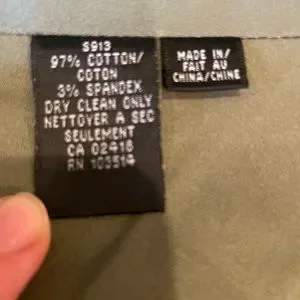 S913
97% COTTON/
COTON
3% SPANDEX
DRY CLEAN ONLY
NETTOYER A SEC
SEULEMENT
CA 02418
RN 103514
MADE IN/
FAIT AU
CHINA/CHINE